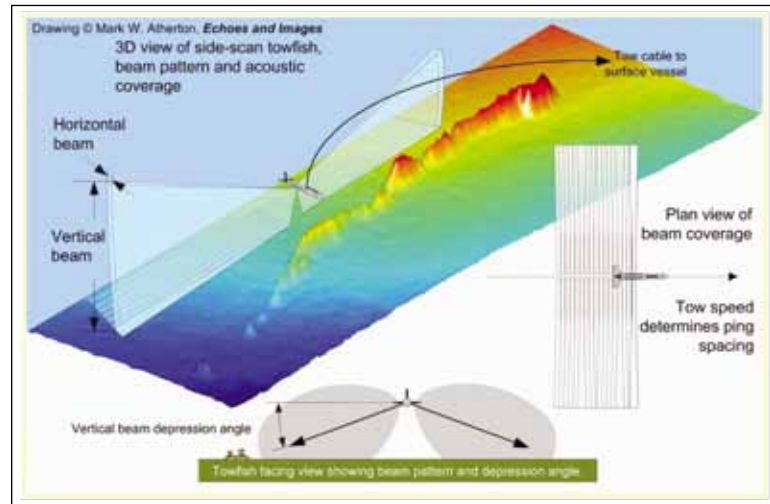 Drawing © Mark W. Atherton, Echoes and Images
3D view of side-scan towfish,
beam pattern and acoustic
coverage
Tow cable to
surface vessel
Horizontal
beam
Vertical
beam
Plan view of
beam coverage
Tow speed
determines ping
spacing
Vertical beam depression angle
Towfish facing view showing beam pattern and depression angle